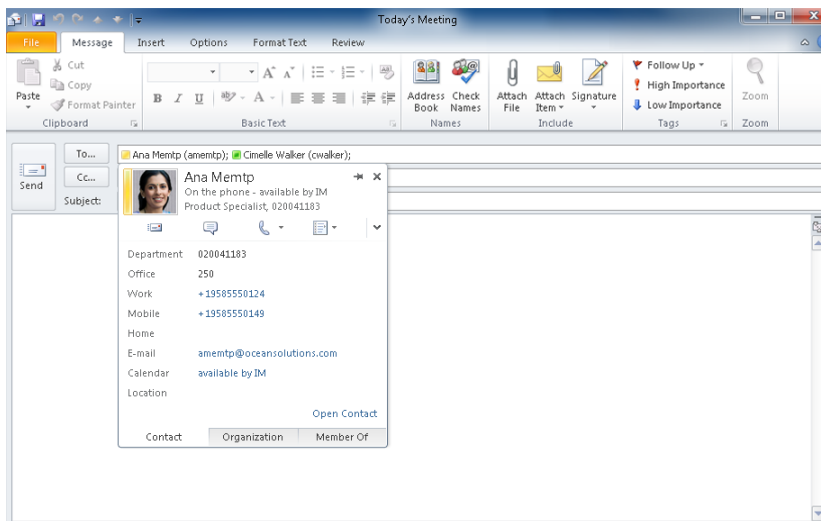 Today's Meeting
File Message Insert Options Format Text Review
Paste
Cut
Copy
Format Painter
Clipboard
B I U ab A A A
Basic Text
Address Book
Check Names
Names
Attach File
Attach Item
Signature
Include
Follow Up
High Importance
Low Importance
Tags
Zoom
Zoom
Send
To... Ana Memtp (amemtp); Cimelle Walker (cwalker);
Cc...
Subject:
Ana Memtp
On the phone - available by IM
Product Specialist, 020041183
Department 020041183
Office 250
Work +19585550124
Mobile +19585550149
Home
E-mail amemtp@oceansolutions.com
Calendar available by IM
Location
Open Contact
Contact Organization Member Of